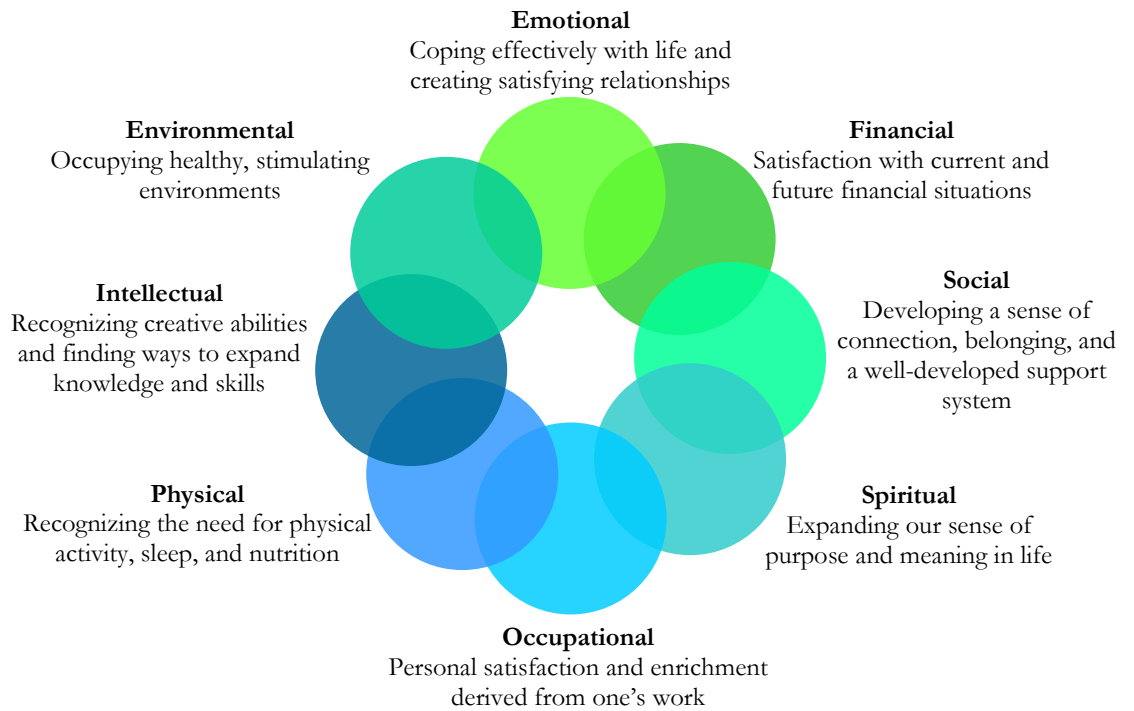 Emotional
Coping effectively with life and
creating satisfying relationships
Financial
Satisfaction with current and
future financial situations
Social
Developing a sense of
connection, belonging, and
a well-developed support
system
Spiritual
Expanding our sense of
purpose and meaning in life
Occupational
Personal satisfaction and enrichment
derived from one’s work
Physical
Recognizing the need for physical
activity, sleep, and nutrition
Intellectual
Recognizing creative abilities
and finding ways to expand
knowledge and skills
Environmental
Occupying healthy, stimulating
environments